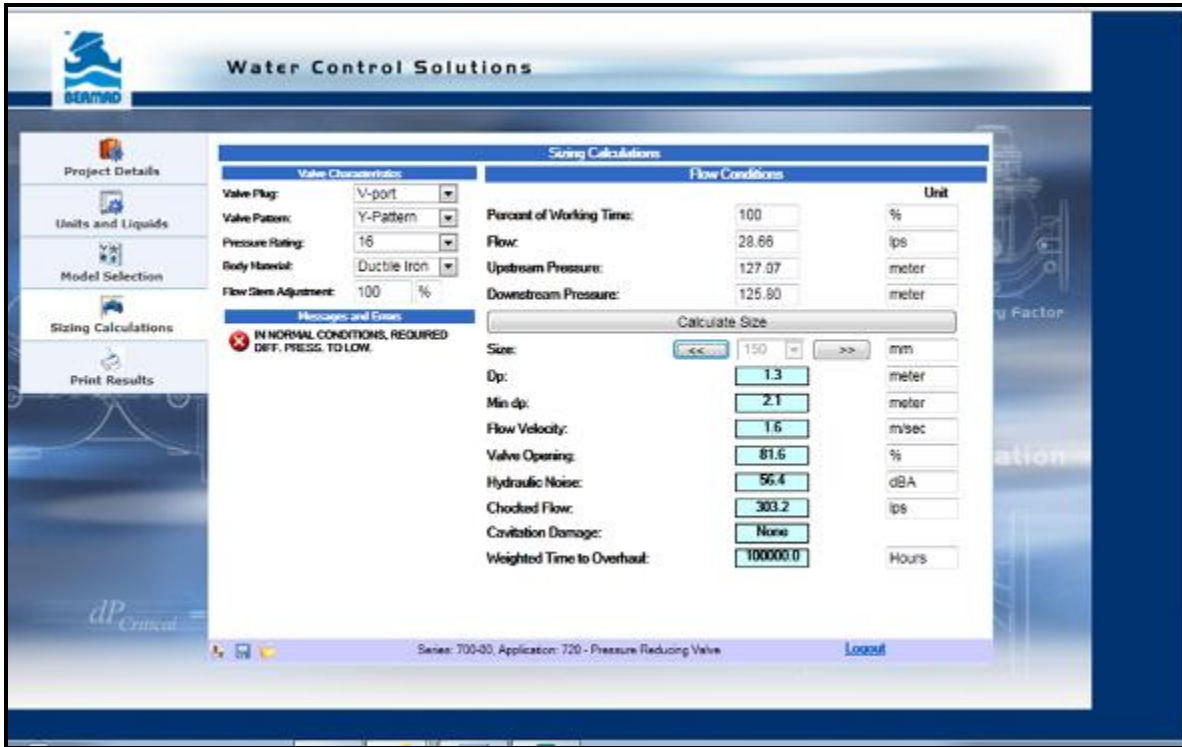 BERMAD
Water Control Solutions
Project Details
Units and Liquids
Model Selection
Sizing Calculations
Print Results
Sizing Calculations
Valve Characteristics
Valve Plug: V-port
Valve Pattern: Y-Pattern
Pressure Rating: 16
Body Material: Ductile Iron
Flow Stem Adjustment: 100 %
Messages and Errors
IN NORMAL CONDITIONS, REQUIRED
DIFF. PRESS. TO LOW.
Flow Conditions
Unit
Percent of Working Time: 100 %
Flow: 28.66 lps
Upstream Pressure: 127.07 meter
Downstream Pressure: 125.80 meter
Calculate Size
Size: << 150 >> mm
Dp: 1.3 meter
Min dp: 2.1 meter
Flow Velocity: 1.6 m/sec
Valve Opening: 81.6 %
Hydraulic Noise: 56.4 dBA
Chocked Flow: 303.2 lps
Cavitation Damage: None
Weighted Time to Overhaul: 100000.0 Hours
y Factor
ation
dP Critical =
Series: 700-00, Application: 720 - Pressure Reducing Valve
Logout